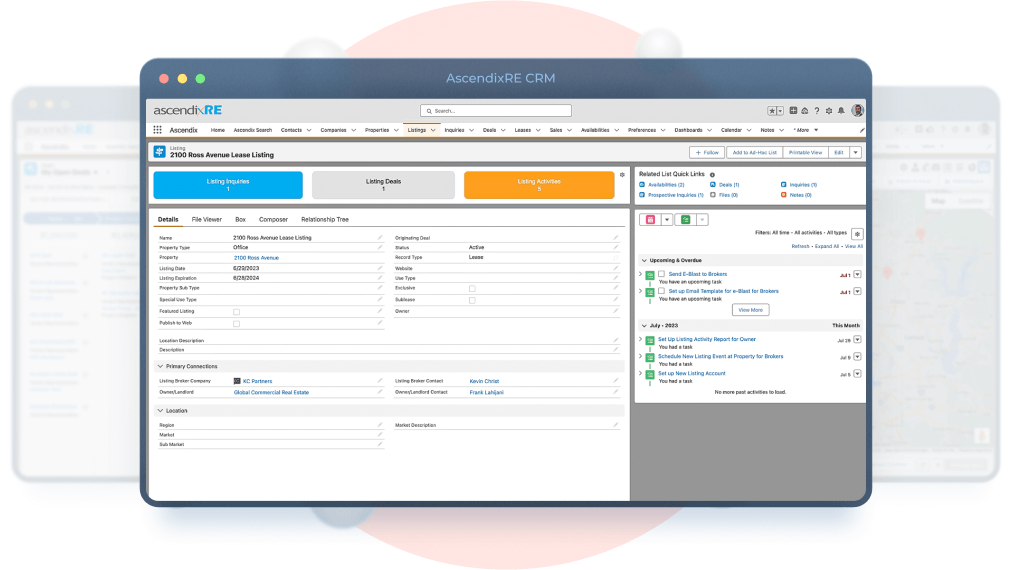 AscendixRE CRM
ascendixRE
Search...
Ascendix Home Ascendix Search Contacts Companies Properties Listings Inquiries Deals Leases Sales Availabilities Preferences Dashboards Calendar Notes * More
Listing
2100 Ross Avenue Lease Listing
+ Follow Add to Ad-Hoc List Printable View Edit
Listing Inquiries
1
Listing Deals
1
Listing Activities
5
Related List Quick Links
Availabilities (2) Deals (1) Inquiries (1)
Prospective Inquiries (1) Files (0) Notes (0)
Details File Viewer Box Composer Relationship Tree
Name 2100 Ross Avenue Lease Listing Originating Deal
Property Type Office Status Active
Property 2100 Ross Avenue Record Type Lease
Listing Date 6/29/2023 Website
Listing Expiration 6/28/2024 Use Type
Property Sub Type Exclusive
Special Use Type Sublease
Featured Listing Owner
Publish to Web
Location Description
Description
Primary Connections
Listing Broker Company KC Partners Listing Broker Contact Kevin Christ
Owner/Landlord Global Commercial Real Estate Owner/Landlord Contact Frank Lahijani
Location
Region Market Description
Market
Sub Market
Filters: All time • All activities • All types
Refresh • Expand All • View All
Upcoming & Overdue
Send E-Blast to Brokers Jul 1
You have an upcoming task
Set up Email Template for e-Blast for Brokers Jul 1
You have an upcoming task
View More
July • 2023 This Month
Set Up Listing Activity Report for Owner Jul 29
You had a task
Schedule New Listing Event at Property for Brokers Jul 9
You had a task
Set up New Listing Account Jul 5
You had a task
No more past activities to load.